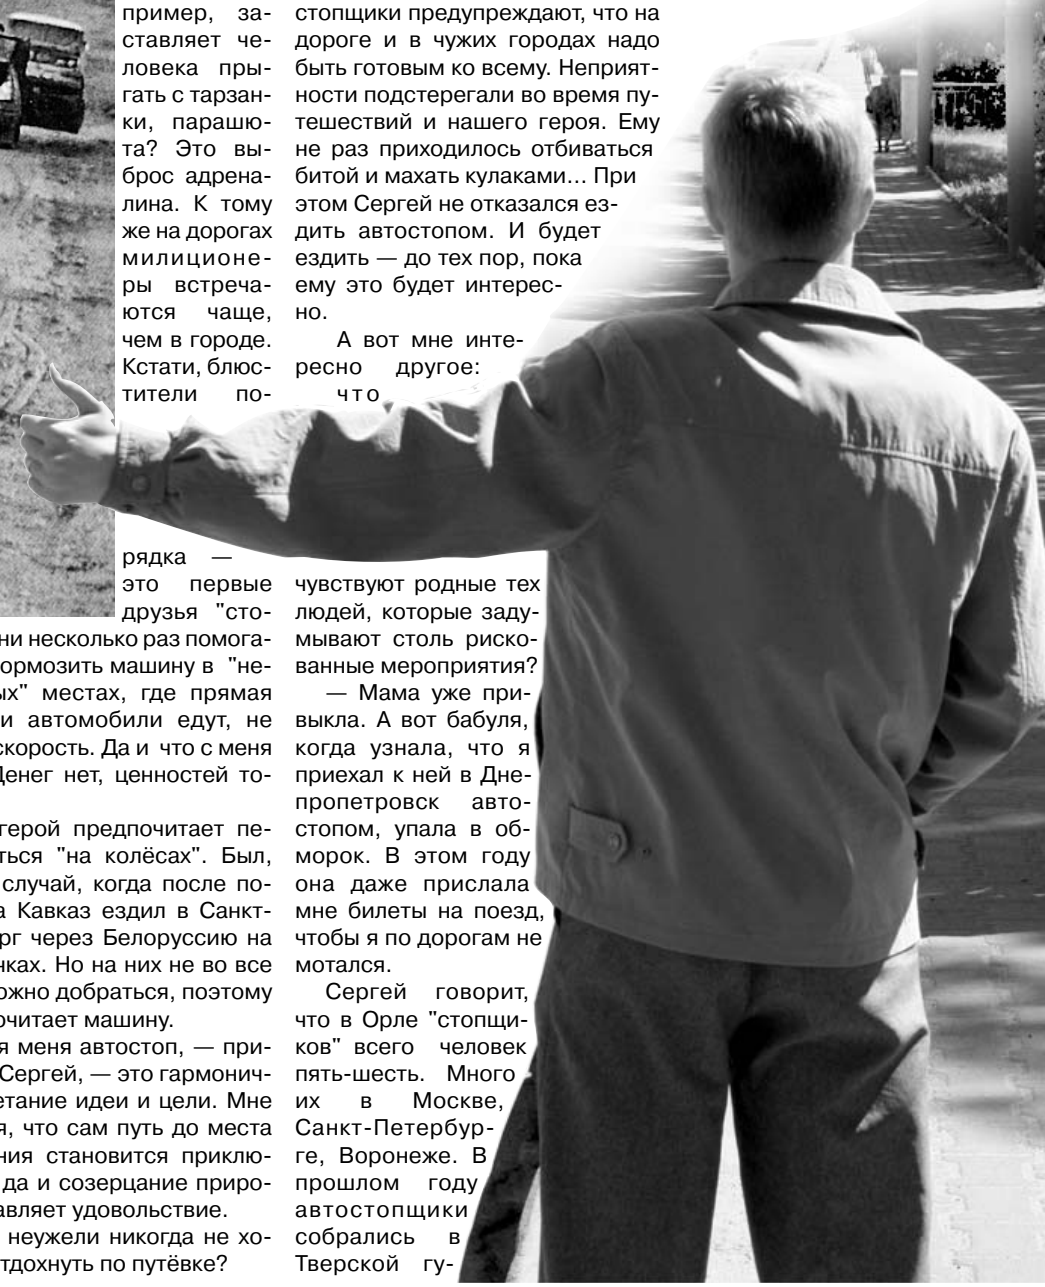 пример, за-
ставляет че-
ловека пры-
гать с тарзан-
ки, парашю-
та? Это вы-
брос адрена-
лина. К тому
же на дорогах
милиционе-
ры встреча-
ются чаще,
чем в городе.
Кстати, блюс-
тители по-
рядка —
это первые
друзья "сто-
ни несколько раз помога-
ормозить машину в "не-
ых" местах, где прямая
и автомобили едут, не
скорость. Да и что с меня
Денег нет, ценностей то-
герой предпочитает пе-
ться "на колёсах". Был,
случай, когда после по-
а Кавказ ездил в Санкт-
рг через Белоруссию на
нках. Но на них не во все
ожно добраться, поэтому
очитает машину.
я меня автостоп, — при-
Сергей, — это гармонич-
етание идеи и цели. Мне
я, что сам путь до места
ния становится приклю-
да и созерцание приро-
авляет удовольствие.
неужели никогда не хо-
тдохнуть по путёвке?
стопщики предупреждают, что на
дороге и в чужих городах надо
быть готовым ко всему. Неприят-
ности подстерегали во время пу-
тешествий и нашего героя. Ему
не раз приходилось отбиваться
битой и махать кулаками... При
этом Сергей не отказался ез-
дить автостопом. И будет
ездить — до тех пор, пока
ему это будет интерес-
но.
А вот мне инте-
ресно другое:
что
чувствуют родные тех
людей, которые заду-
мывают столь риско-
ванные мероприятия?
— Мама уже при-
выкла. А вот бабуля,
когда узнала, что я
приехал к ней в Дне-
пропетровск авто-
стопом, упала в об-
морок. В этом году
она даже прислала
мне билеты на поезд,
чтобы я по дорогам не
мотался.
Сергей говорит,
что в Орле "стопщи-
ков" всего человек
пять-шесть. Много
их в Москве,
Санкт-Петербур-
ге, Воронеже. В
прошлом году
автостопщики
собрались в
Тверской гу-